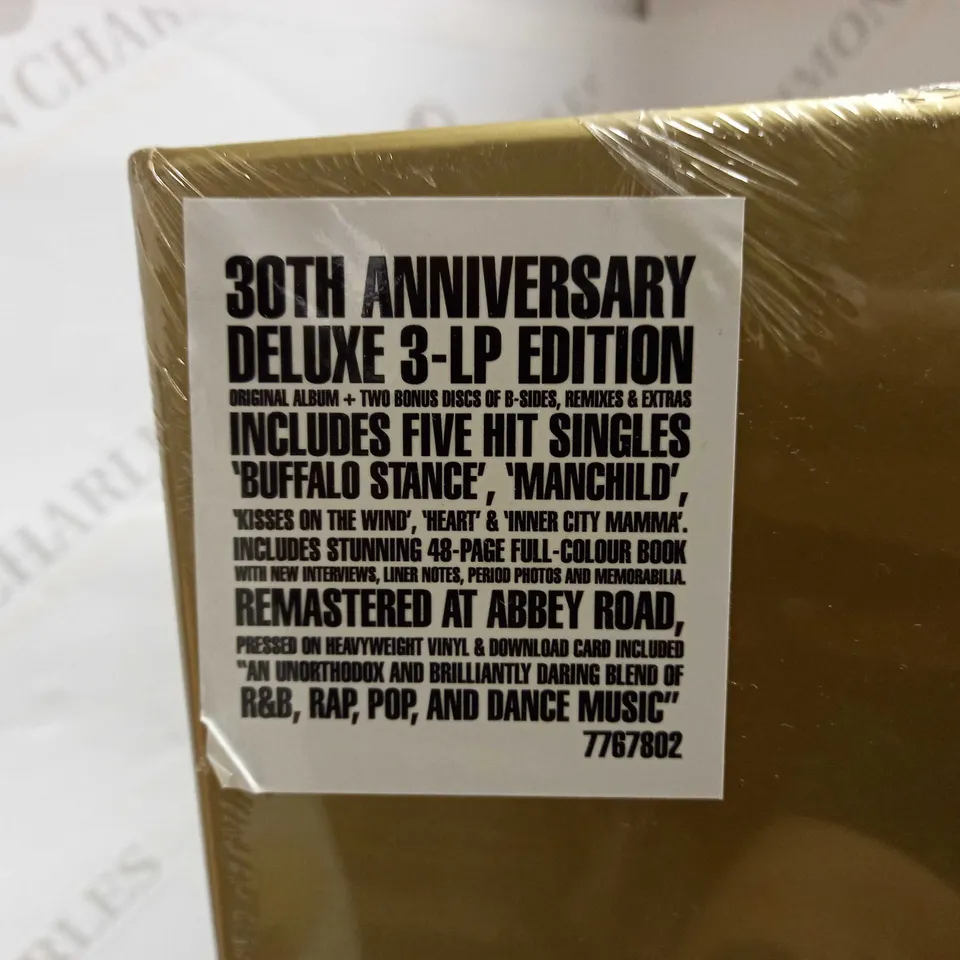 30TH ANNIVERSARY
DELUXE 3-LP EDITION
ORIGINAL ALBUM + TWO BONUS DISCS OF B-SIDES, REMIXES & EXTRAS
INCLUDES FIVE HIT SINGLES
'BUFFALO STANCE', 'MANCHILD',
'KISSES ON THE WIND', 'HEART' & 'INNER CITY MAMMA'.
INCLUDES STUNNING 48-PAGE FULL-COLOUR BOOK
WITH NEW INTERVIEWS, LINER NOTES, PERIOD PHOTOS AND MEMORABILIA.
REMASTERED AT ABBEY ROAD,
PRESSED ON HEAVYWEIGHT VINYL & DOWNLOAD CARD INCLUDED
"AN UNORTHODOX AND BRILLIANTLY DARING BLEND OF
R&B, RAP, POP, AND DANCE MUSIC"
7767802